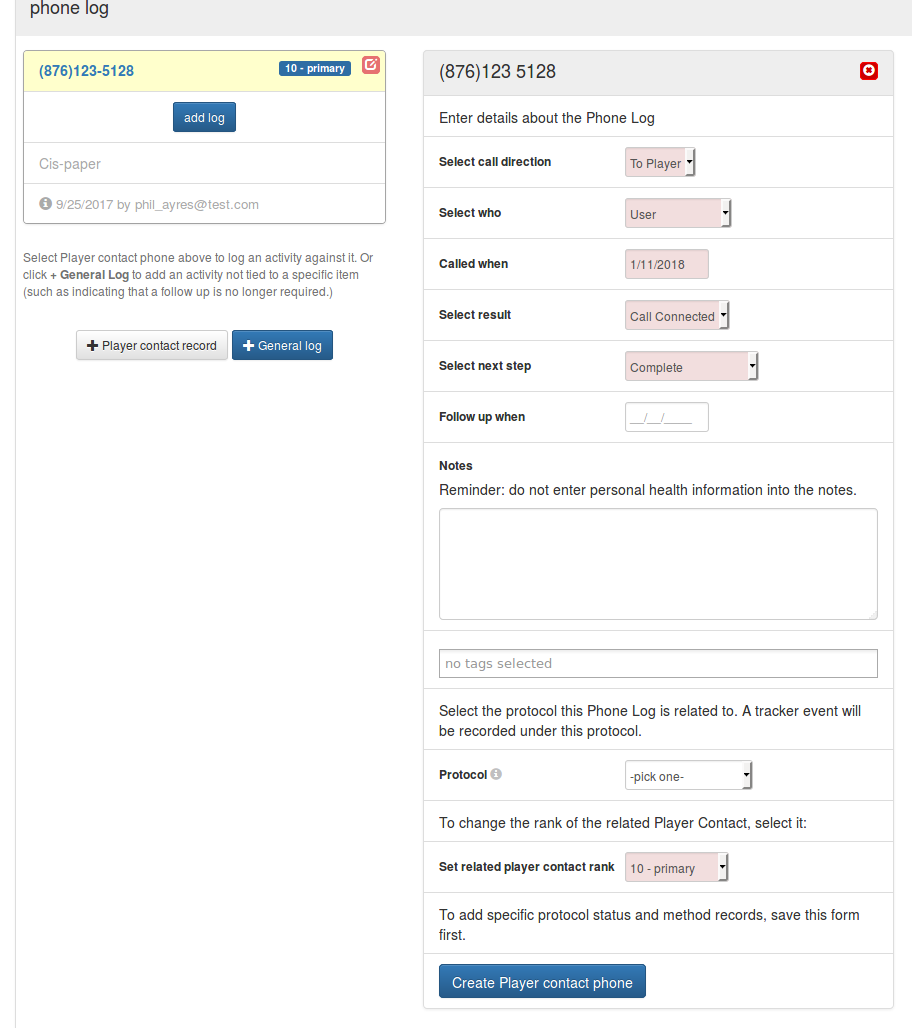 phone log
(876)123-5128
10 - primary
add log
Cis-paper
9/25/2017 by phil_ayres@test.com
Select Player contact phone above to log an activity against it. Or
click + General Log to add an activity not tied to a specific item
(such as indicating that a follow up is no longer required.)
+ Player contact record
+ General log
(876)123 5128
Enter details about the Phone Log
Select call direction
To Player
Select who
User
Called when
1/11/2018
Select result
Call Connected
Select next step
Complete
Follow up when
__/__/____
Notes
Reminder: do not enter personal health information into the notes.
no tags selected
Select the protocol this Phone Log is related to. A tracker event will
be recorded under this protocol.
Protocol
-pick one-
To change the rank of the related Player Contact, select it:
Set related player contact rank
10 - primary
To add specific protocol status and method records, save this form
first.
Create Player contact phone